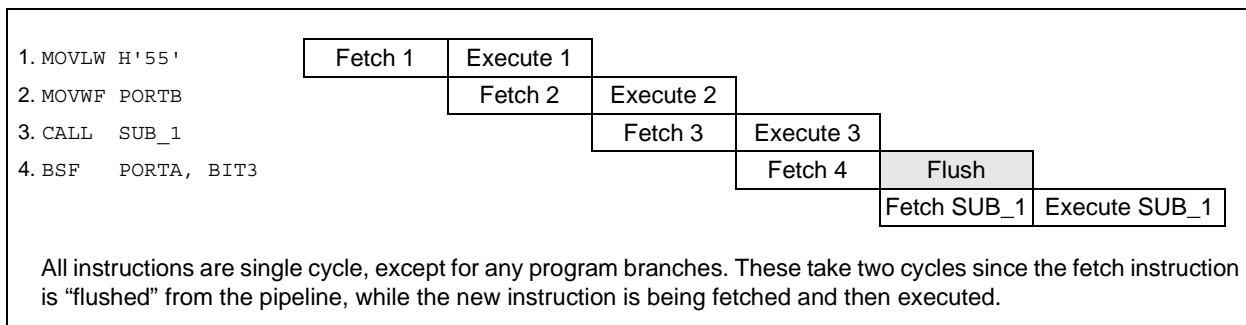 1. MOVLW H'55' Fetch 1 Execute 1
2. MOVWF PORTB Fetch 2 Execute 2
3. CALL SUB_1 Fetch 3 Execute 3
4. BSF PORTA, BIT3 Fetch 4 Flush
Fetch SUB_1 Execute SUB_1
All instructions are single cycle, except for any program branches. These take two cycles since the fetch instruction
is “flushed” from the pipeline, while the new instruction is being fetched and then executed.